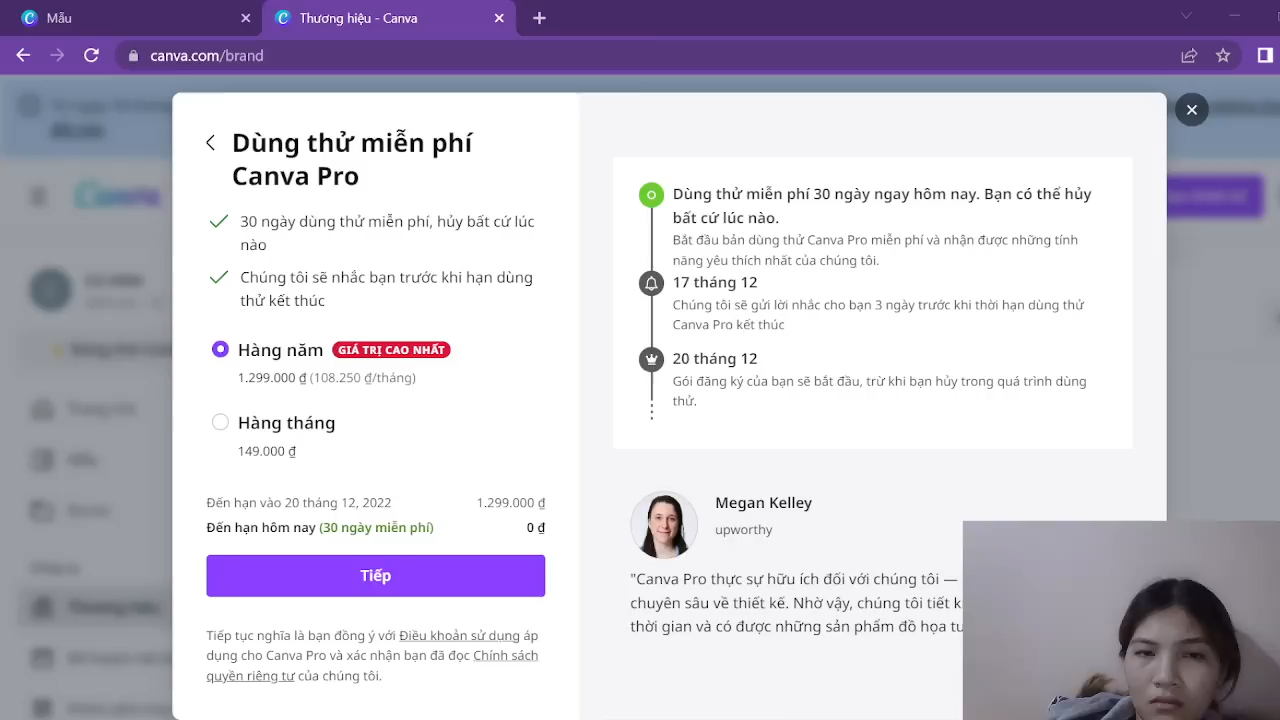 Mẫu
Thương hiệu - Canva
canva.com/brand
Dùng thử miễn phí
Canva Pro
30 ngày dùng thử miễn phí, hủy bất cứ lúc
nào
Chúng tôi sẽ nhắc bạn trước khi hạn dùng
thử kết thúc
Hàng năm GIÁ TRỊ CAO NHẤT
1.299.000 ₫ (108.250 ₫/tháng)
Hàng tháng
149.000 ₫
Đến hạn vào 20 tháng 12, 2022 1.299.000 ₫
Đến hạn hôm nay (30 ngày miễn phí) 0 ₫
Tiếp
Tiếp tục nghĩa là bạn đồng ý với Điều khoản sử dụng áp
dụng cho Canva Pro và xác nhận bạn đã đọc Chính sách
quyền riêng tư của chúng tôi.
Dùng thử miễn phí 30 ngày ngay hôm nay. Bạn có thể hủy
bất cứ lúc nào.
Bắt đầu bản dùng thử Canva Pro miễn phí và nhận được những tính
năng yêu thích nhất của chúng tôi.
17 tháng 12
Chúng tôi sẽ gửi lời nhắc cho bạn 3 ngày trước khi thời hạn dùng thử
Canva Pro kết thúc
20 tháng 12
Gói đăng ký của bạn sẽ bắt đầu, trừ khi bạn hủy trong quá trình dùng
thử.
Megan Kelley
upworthy
"Canva Pro thực sự hữu ích đối với chúng tôi —
chuyên sâu về thiết kế. Nhờ vậy, chúng tôi tiết k
thời gian và có được những sản phẩm đồ họa tu